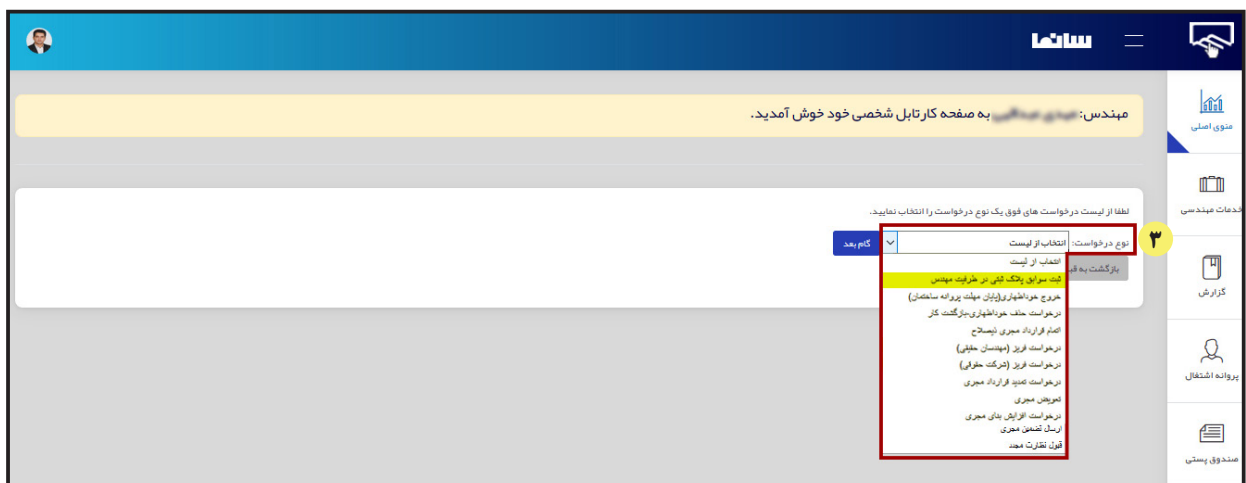 سانما
منوی اصلی
خدمات مهندسی
گزارش
پروانه اشتغال
صندوق پستی
مهندس: به صفحه کارتابل شخصی خود خوش آمدید.
لطفا از لیست درخواست های فوق یک نوع درخواست را انتخاب نمایید.
۳
نوع درخواست: انتخاب از لیست
گام بعد
بازگشت به
انتخاب از لیست
ثبت سوابق پلاک ثبتی در ظرفیت مهندس
خروج خوداظهاری(پایان مهلت پروانه ساختمان)
درخواست حذف خوداظهاری-بازگشت کار
اتمام قرارداد مجری ذیصلاح
درخواست فریز (مهندسان حقیقی)
درخواست فریز (شرکت حقوقی)
درخواست تمدید قرارداد مجری
تعویض مجری
درخواست افزایش بنای مجری
ارسال تضمین مجری
قبول نظارت مجدد